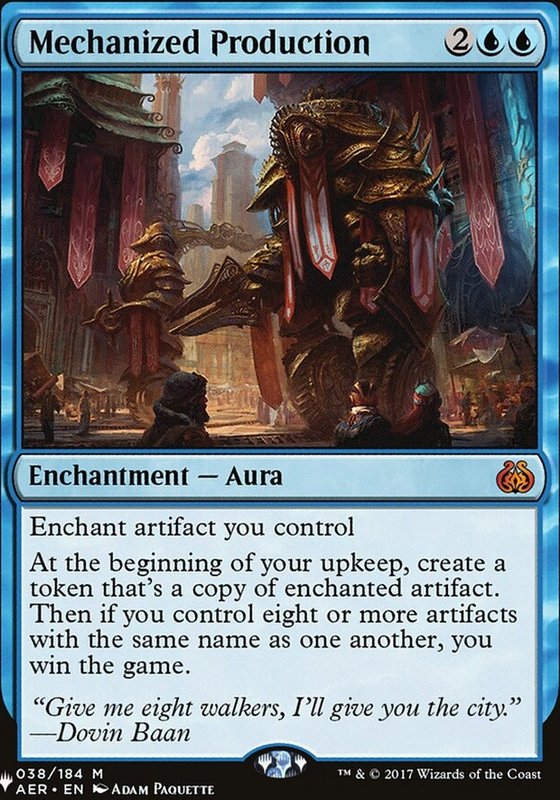 Mechanized Production 2
Enchantment — Aura
Enchant artifact you control
At the beginning of your upkeep, create a
token that's a copy of enchanted artifact.
Then if you control eight or more artifacts
with the same name as one another, you
win the game.
“Give me eight walkers, I'll give you the city.”
—Dovin Baan
038/184 M
AER • EN Adam Paquette
™ & © 2017 Wizards of the Coast